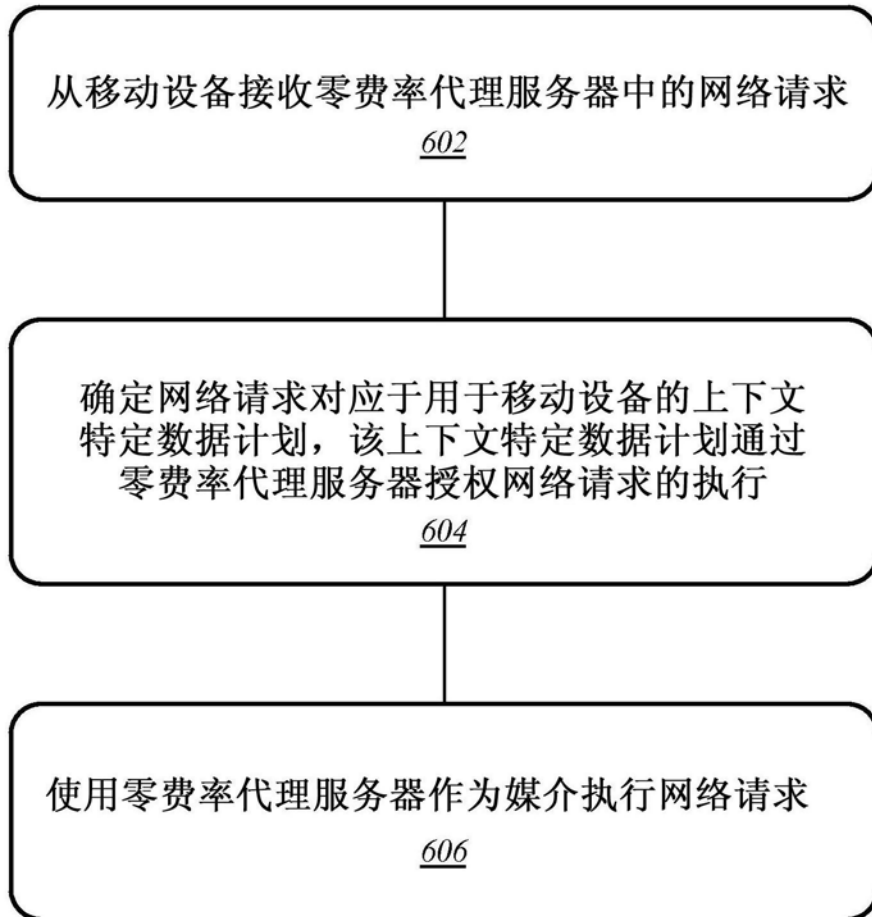 从移动设备接收零费率代理服务器中的网络请求
602
确定网络请求对应于用于移动设备的上下文
特定数据计划，该上下文特定数据计划通过
零费率代理服务器授权网络请求的执行
604
使用零费率代理服务器作为媒介执行网络请求
606